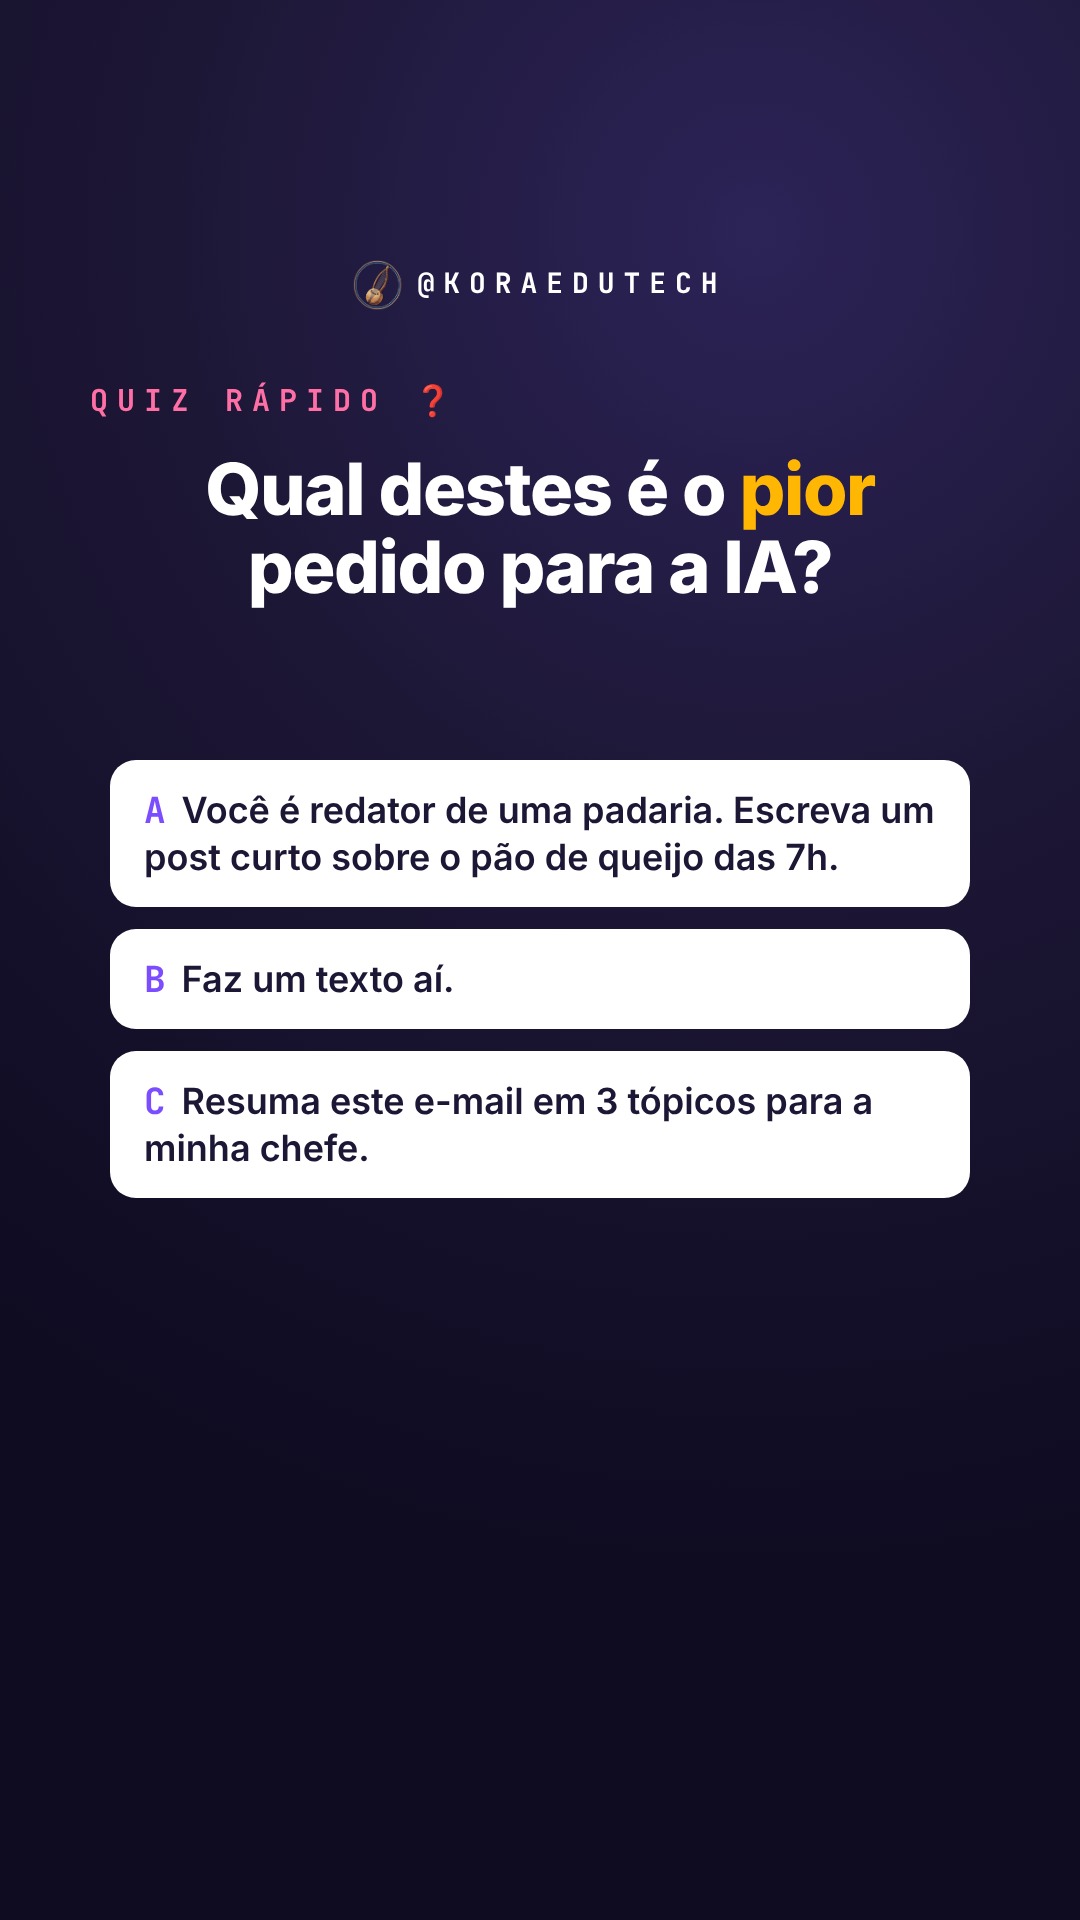 @KORAEDUTECH
QUIZ RÁPIDO ❓
Qual destes é o pior
pedido para a IA?
A Você é redator de uma padaria. Escreva um
post curto sobre o pão de queijo das 7h.
B Faz um texto aí.
C Resuma este e-mail em 3 tópicos para a
minha chefe.